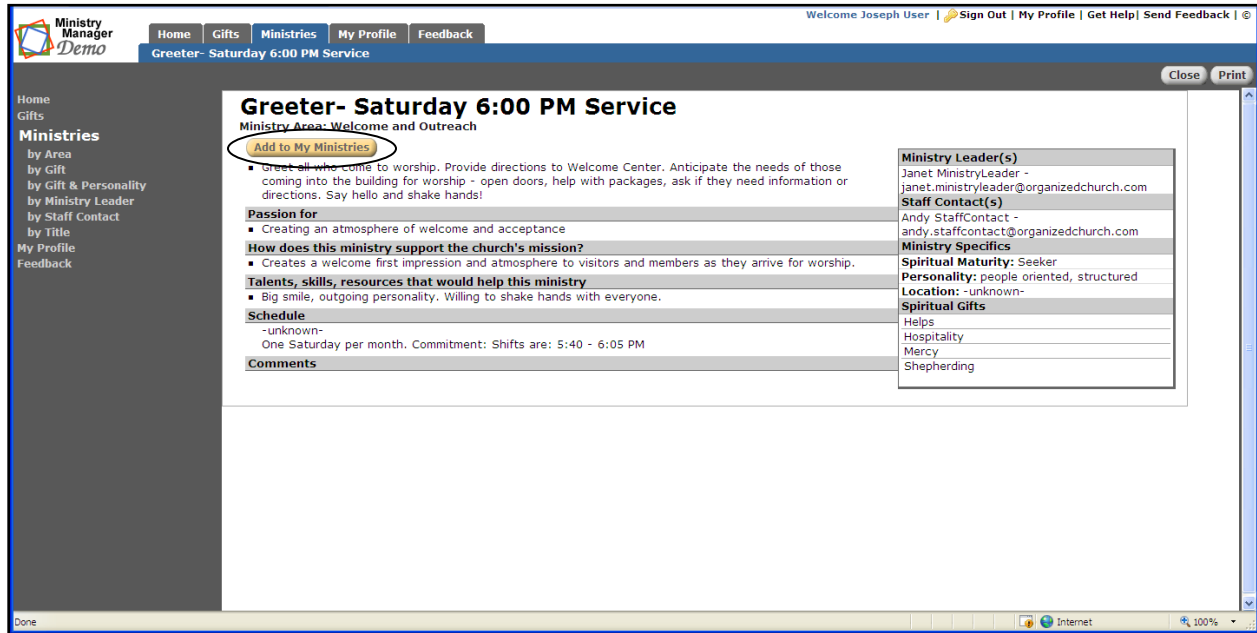 Welcome Joseph User | Sign Out | My Profile | Get Help| Send Feedback | ©
Ministry
Manager
Demo
Home Gifts Ministries My Profile Feedback
Greeter- Saturday 6:00 PM Service
Close Print
Home
Gifts
Ministries
by Area
by Gift
by Gift & Personality
by Ministry Leader
by Staff Contact
by Title
My Profile
Feedback
Greeter- Saturday 6:00 PM Service
Ministry Area: Welcome and Outreach
Add to My Ministries
▪ Greet all who come to worship. Provide directions to Welcome Center. Anticipate the needs of those
coming into the building for worship - open doors, help with packages, ask if they need information or
directions. Say hello and shake hands!
Passion for
▪ Creating an atmosphere of welcome and acceptance
How does this ministry support the church's mission?
▪ Creates a welcome first impression and atmosphere to visitors and members as they arrive for worship.
Talents, skills, resources that would help this ministry
▪ Big smile, outgoing personality. Willing to shake hands with everyone.
Schedule
-unknown-
One Saturday per month. Commitment: Shifts are: 5:40 - 6:05 PM
Comments
Ministry Leader(s)
Janet MinistryLeader -
janet.ministryleader@organizedchurch.com
Staff Contact(s)
Andy StaffContact -
andy.staffcontact@organizedchurch.com
Ministry Specifics
Spiritual Maturity: Seeker
Personality: people oriented, structured
Location: -unknown-
Spiritual Gifts
Helps
Hospitality
Mercy
Shepherding
Done Internet 100%